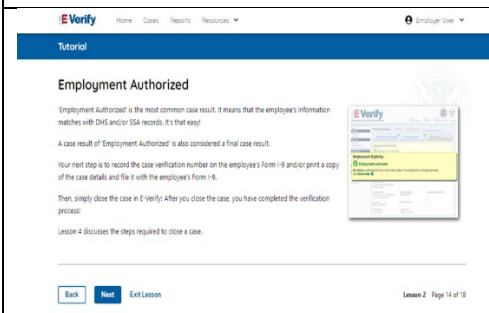 E-Verify Home Cases Reports Resources Employer User
Tutorial
Employment Authorized
'Employment Authorized' is the most common case result. It means that the employee's information
matches with DHS and/or SSA records. It's that easy!
A case result of 'Employment Authorized' is also considered a final case result.
Your next step is to record the case verification number on the employee's Form I-9 and/or print a copy
of the case details and file it with the employee's Form I-9.
Then, simply close the case in E-Verify! After you close the case, you have completed the verification
process!
Lesson 4 discusses the steps required to close a case.
E-Verify
Employment Authorized
Back Next Exit Lesson Lesson 2 Page 14 of 18